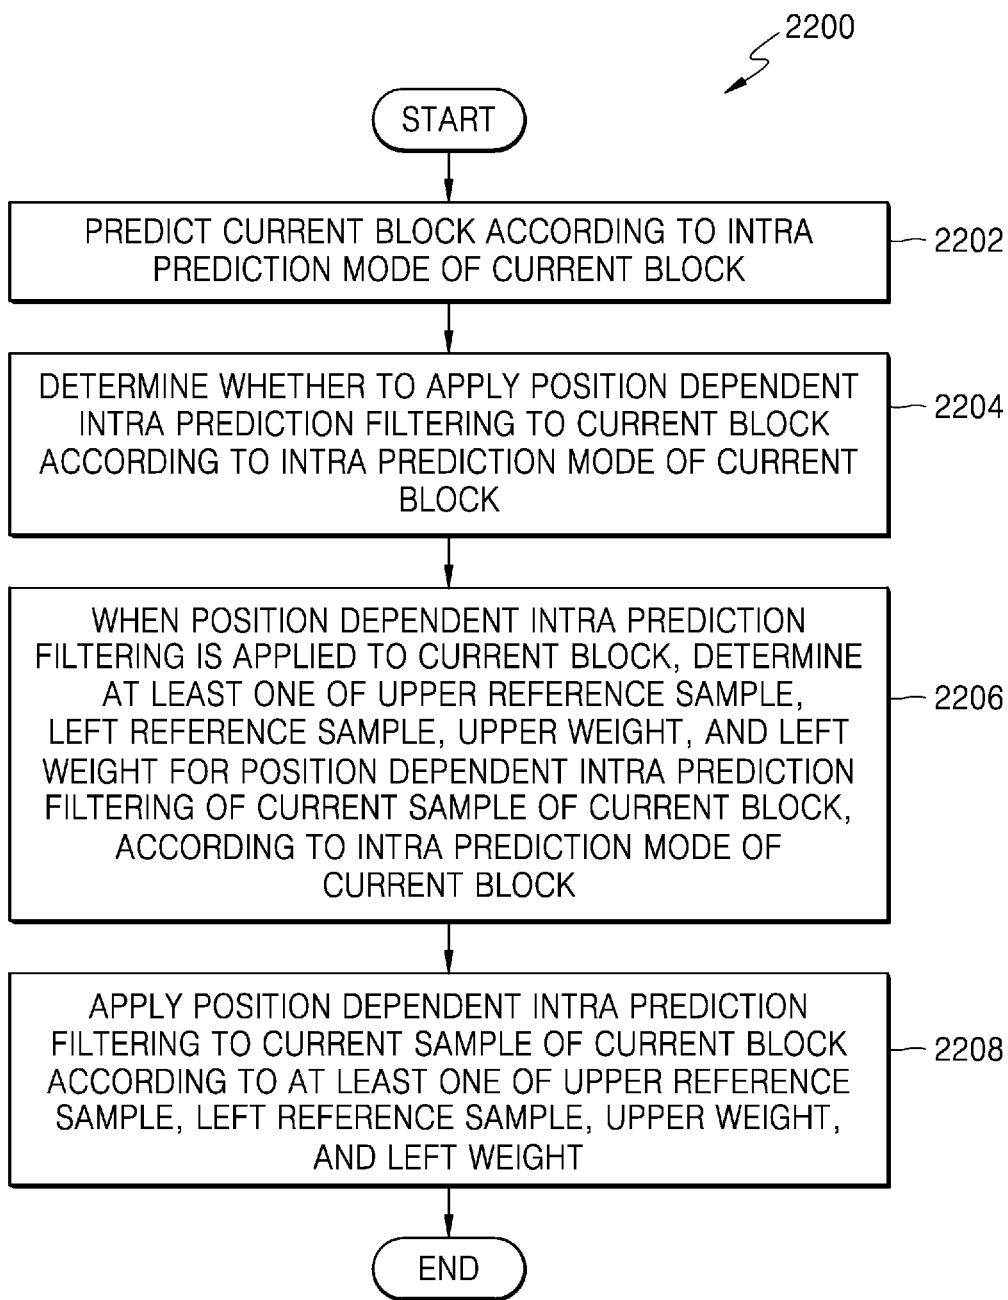 2200
START
PREDICT CURRENT BLOCK ACCORDING TO INTRA
PREDICTION MODE OF CURRENT BLOCK
2202
DETERMINE WHETHER TO APPLY POSITION DEPENDENT
INTRA PREDICTION FILTERING TO CURRENT BLOCK
ACCORDING TO INTRA PREDICTION MODE OF CURRENT
BLOCK
2204
WHEN POSITION DEPENDENT INTRA PREDICTION
FILTERING IS APPLIED TO CURRENT BLOCK, DETERMINE
AT LEAST ONE OF UPPER REFERENCE SAMPLE,
LEFT REFERENCE SAMPLE, UPPER WEIGHT, AND LEFT
WEIGHT FOR POSITION DEPENDENT INTRA PREDICTION
FILTERING OF CURRENT SAMPLE OF CURRENT BLOCK,
ACCORDING TO INTRA PREDICTION MODE OF
CURRENT BLOCK
2206
APPLY POSITION DEPENDENT INTRA PREDICTION
FILTERING TO CURRENT SAMPLE OF CURRENT BLOCK
ACCORDING TO AT LEAST ONE OF UPPER REFERENCE
SAMPLE, LEFT REFERENCE SAMPLE, UPPER WEIGHT,
AND LEFT WEIGHT
2208
END